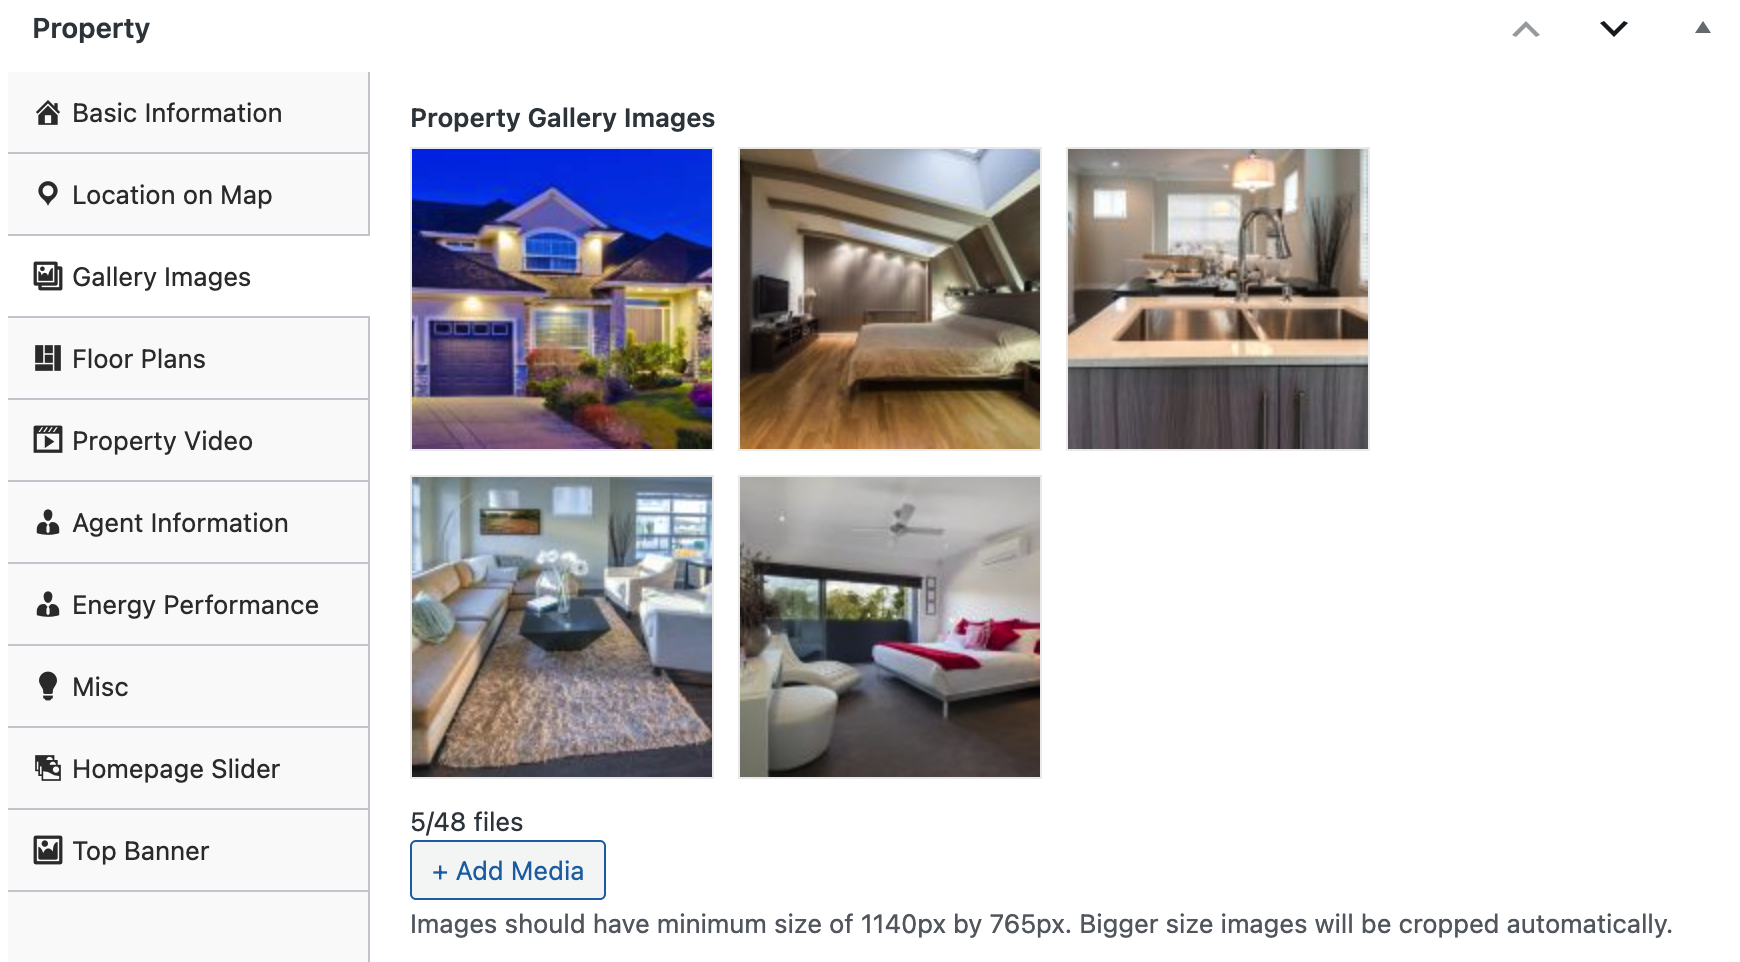 Property
Basic Information
Location on Map
Gallery Images
Floor Plans
Property Video
Agent Information
Energy Performance
Misc
Homepage Slider
Top Banner
Property Gallery Images
5/48 files
+ Add Media
Images should have minimum size of 1140px by 765px. Bigger size images will be cropped automatically.